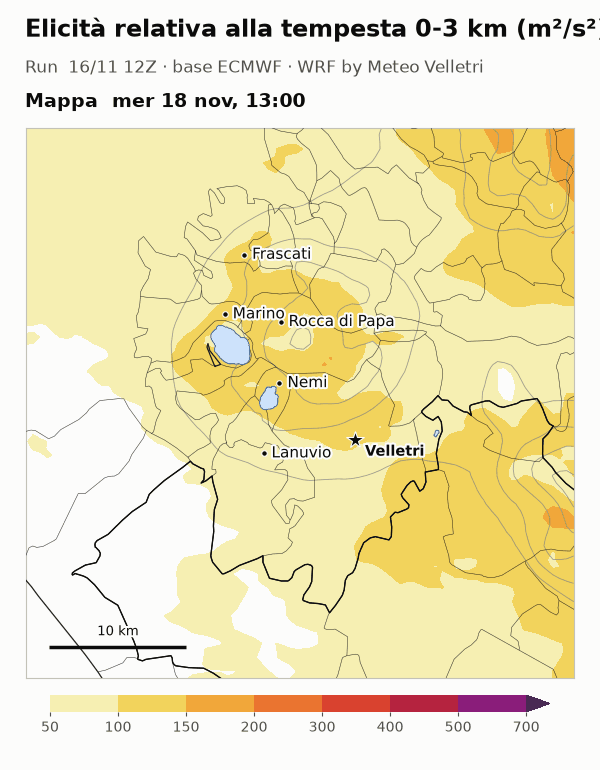 Elicità relativa alla tempesta 0-3 km (m²/s²)
Run  16/11 12Z · base ECMWF · WRF by Meteo Velletri
Mappa  mer 18 nov, 13:00
Frascati
Marino
Rocca di Papa
Nemi
Velletri
Lanuvio
10 km
50 100 150 200 300 400 500 700